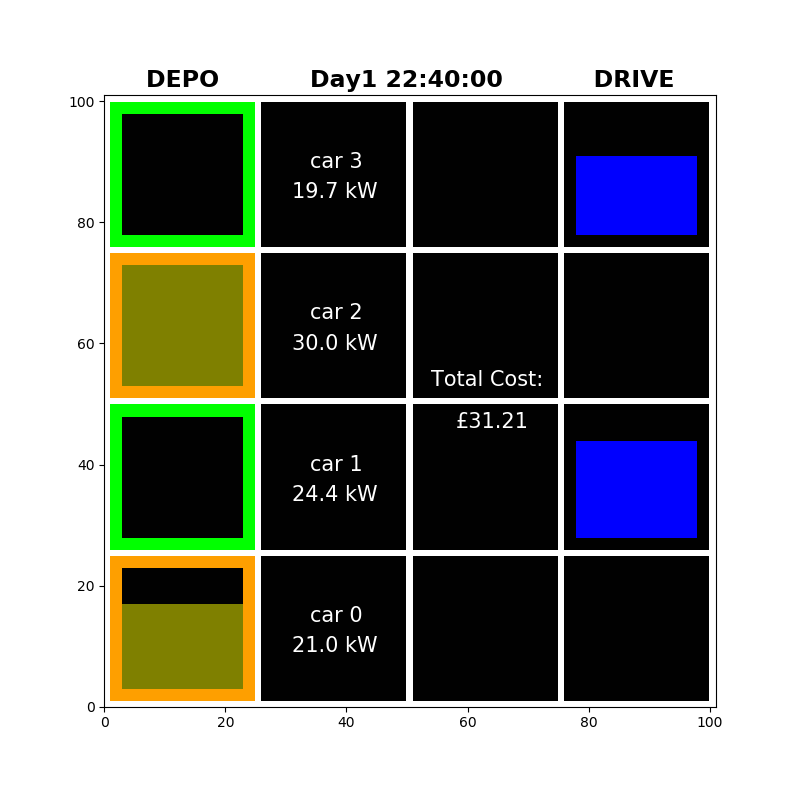 DEPO Day1 22:40:00 DRIVE
100
car 3
19.7 kW
80
car 2
30.0 kW
60
Total Cost:
£31.21
40
car 1
24.4 kW
20
car 0
21.0 kW
0
0 20 40 60 80 100